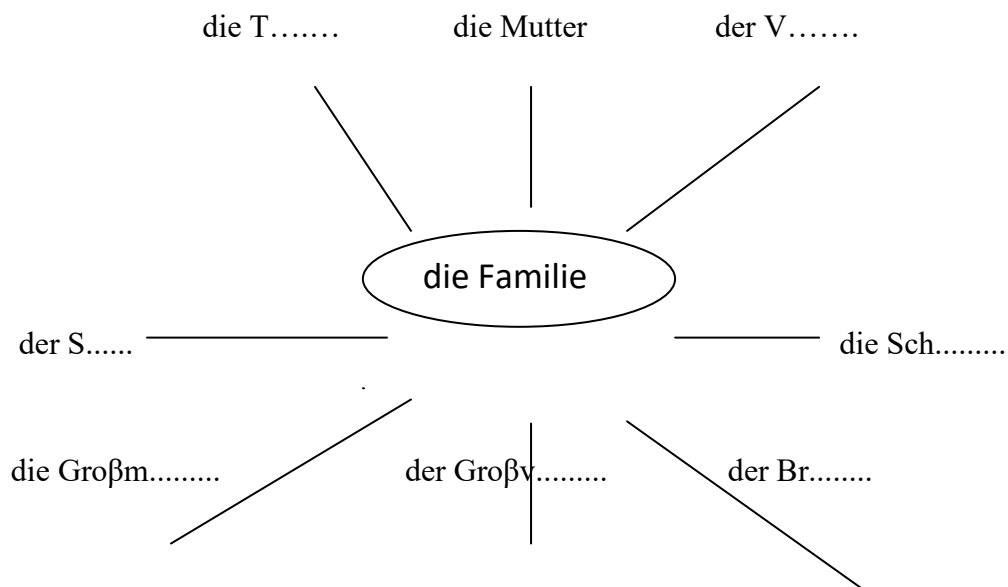 die T…….… die Mutter der V…….
die Familie
der S...... die Sch.........
die Groβm......... der Groβv......... der Br........